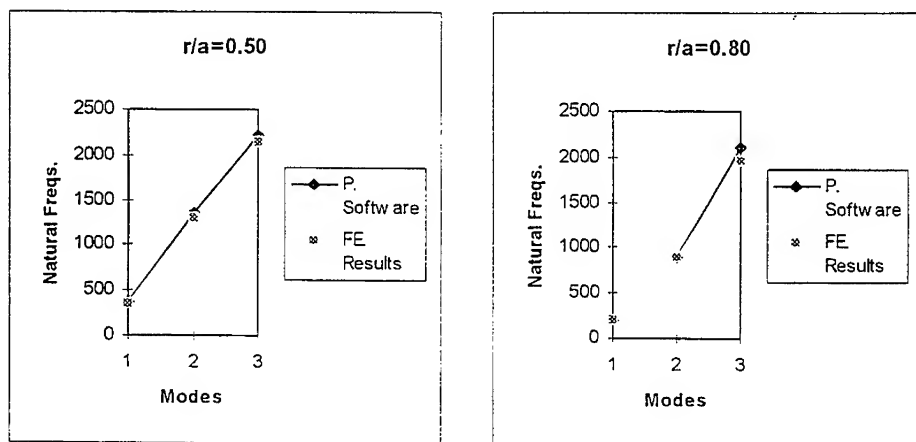 r/a=0.50
Natural Freqs.
2500
2000
1500
1000
500
0
1 2 3
Modes
P.
Softw are
FE
Results
r/a=0.80
Natural Freqs.
2500
2000
1500
1000
500
0
1 2 3
Modes
P.
Softw are
FE
Results